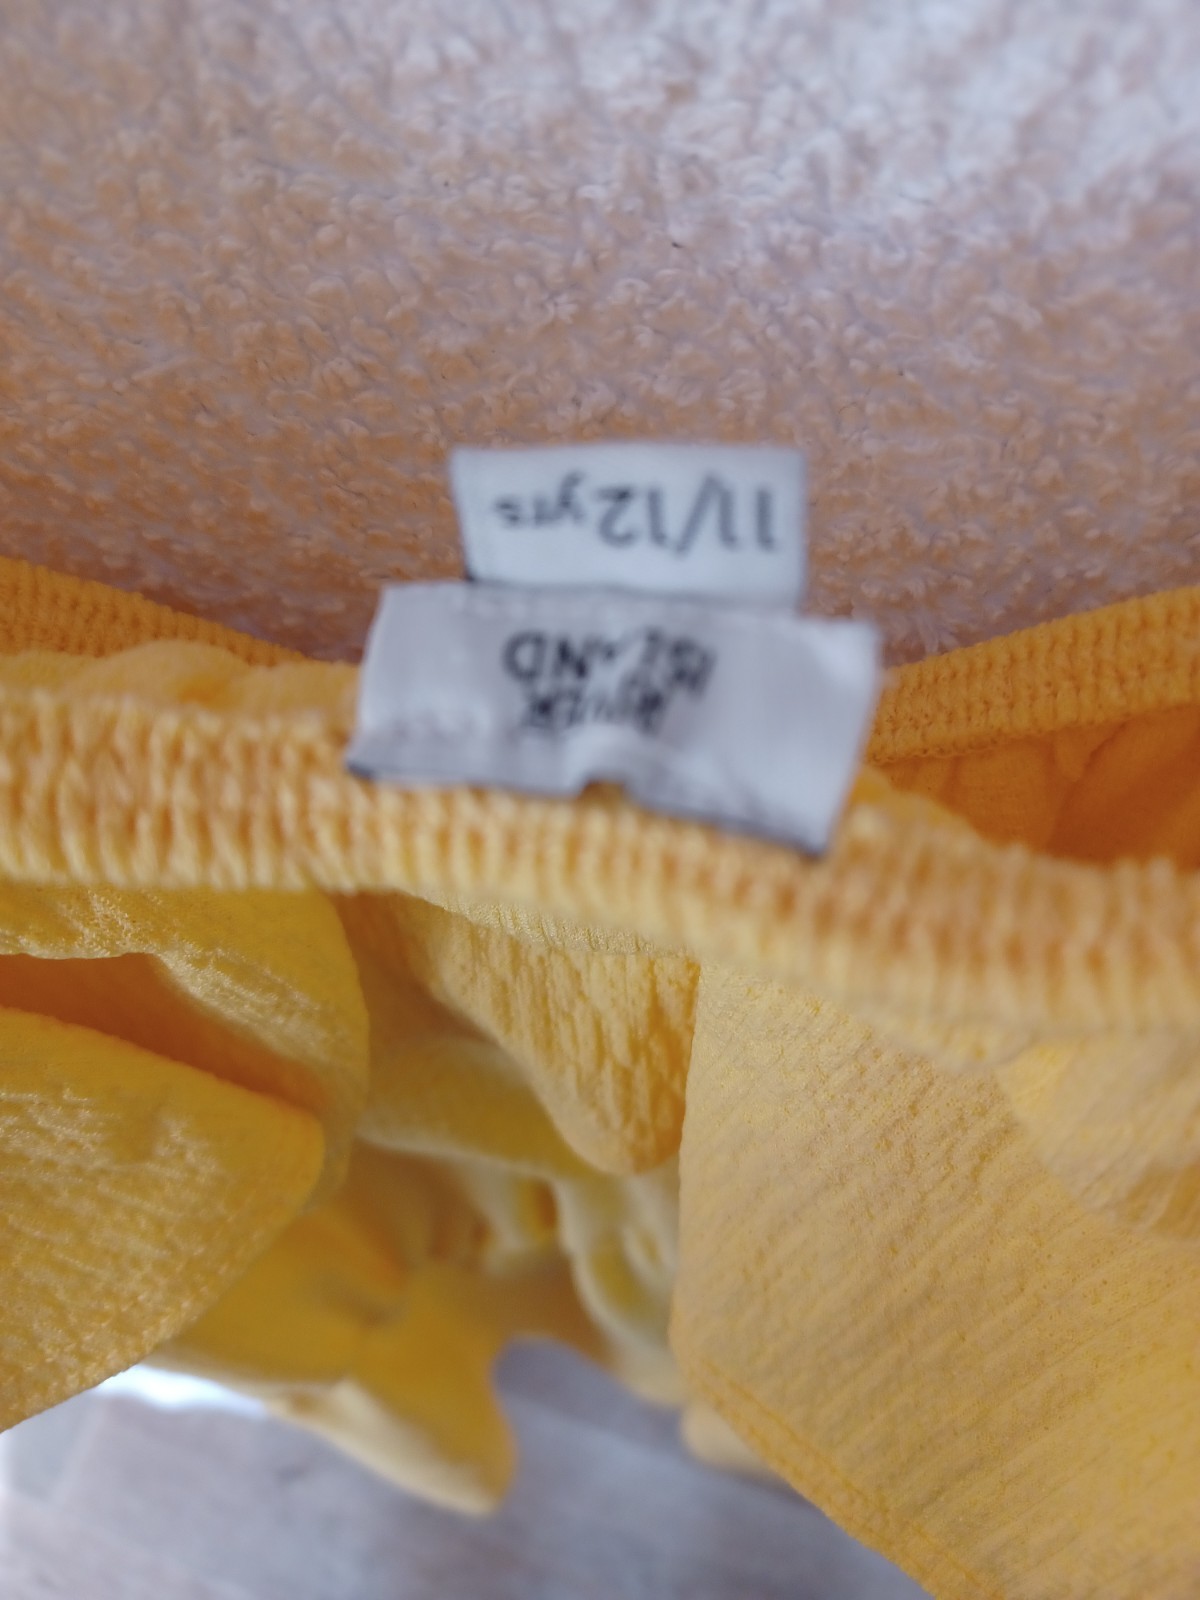 RIVER
ISLAND
11/12 yrs